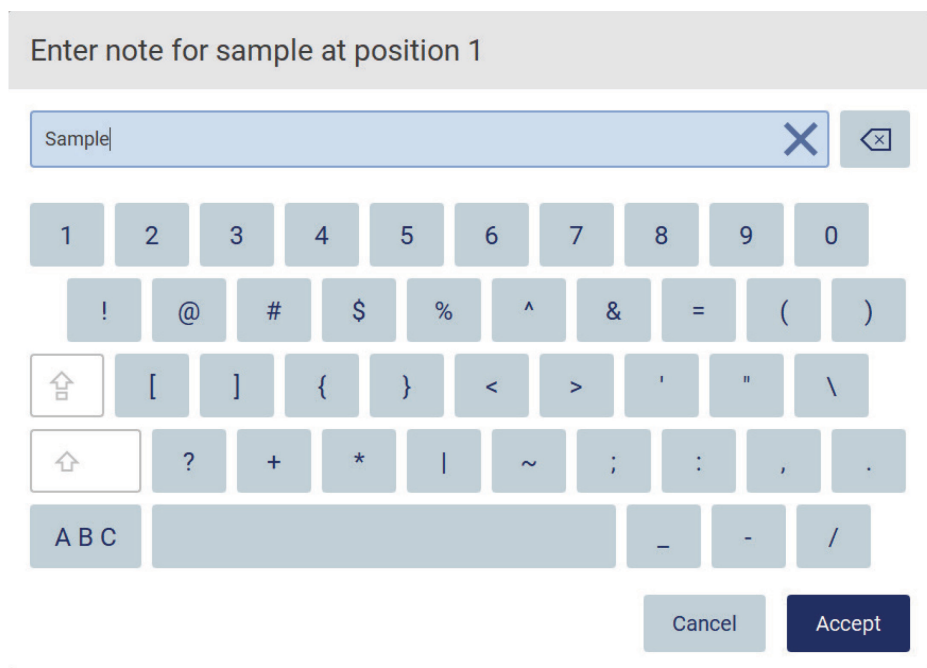 Enter note for sample at position 1
Sample
1 2 3 4 5 6 7 8 9 0
! @ # $ % ^ & = ( )
[ ] { } < > ' " \
? + * | ~ ; : , .
A B C _ - /
Cancel Accept